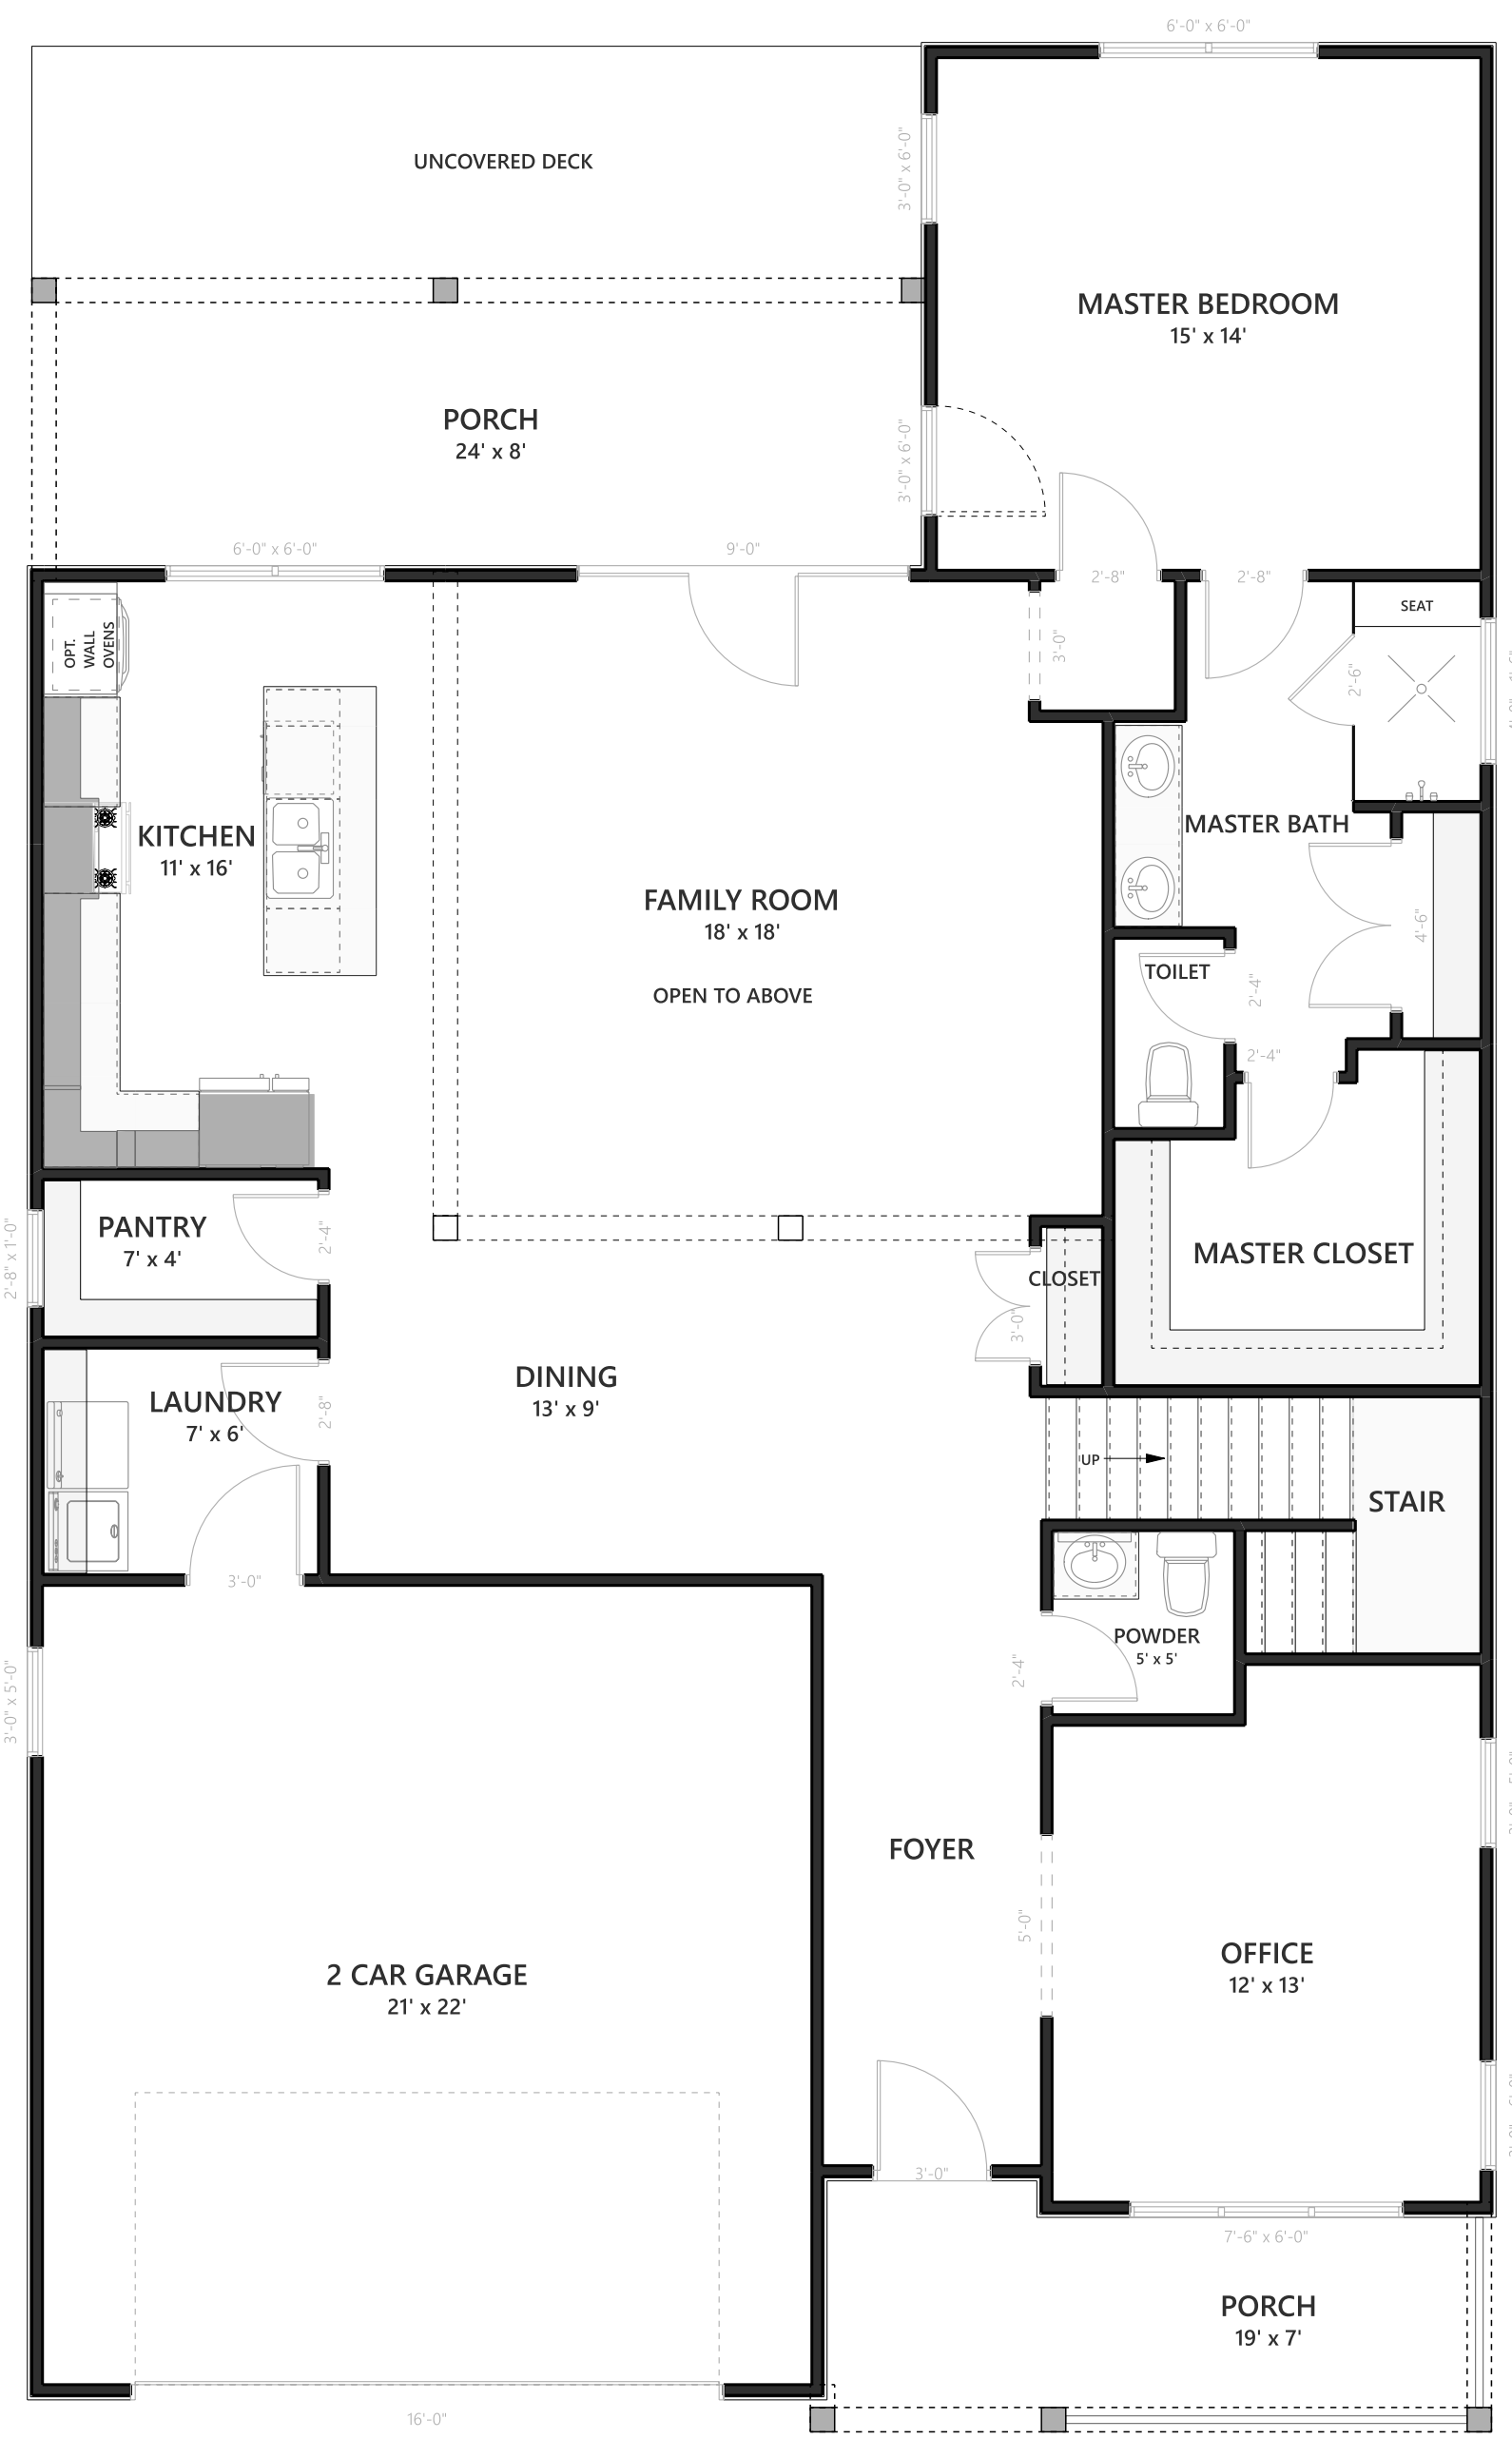 6'-0" x 6'-0"
UNCOVERED DECK
3'-0" x 6'-0"
MASTER BEDROOM
15' x 14'
PORCH
24' x 8'
3'-0" x 6'-0"
6'-0" x 6'-0"
9'-0"
2'-8"
2'-8"
OPT.
WALL
OVENS
3'-0"
SEAT
2'-6"
KITCHEN
11' x 16'
MASTER BATH
FAMILY ROOM
18' x 18'
OPEN TO ABOVE
4'-6"
TOILET
2'-4"
2'-4"
PANTRY
7' x 4'
2'-8" x 1'-0"
2'-4"
MASTER CLOSET
CLOSET
3'-0"
DINING
13' x 9'
LAUNDRY
7' x 6'
2'-8"
UP
STAIR
3'-0"
POWDER
5' x 5'
2'-4"
3'-0" x 5'-0"
FOYER
5'-0"
OFFICE
12' x 13'
2 CAR GARAGE
21' x 22'
3'-0"
7'-6" x 6'-0"
PORCH
19' x 7'
16'-0"